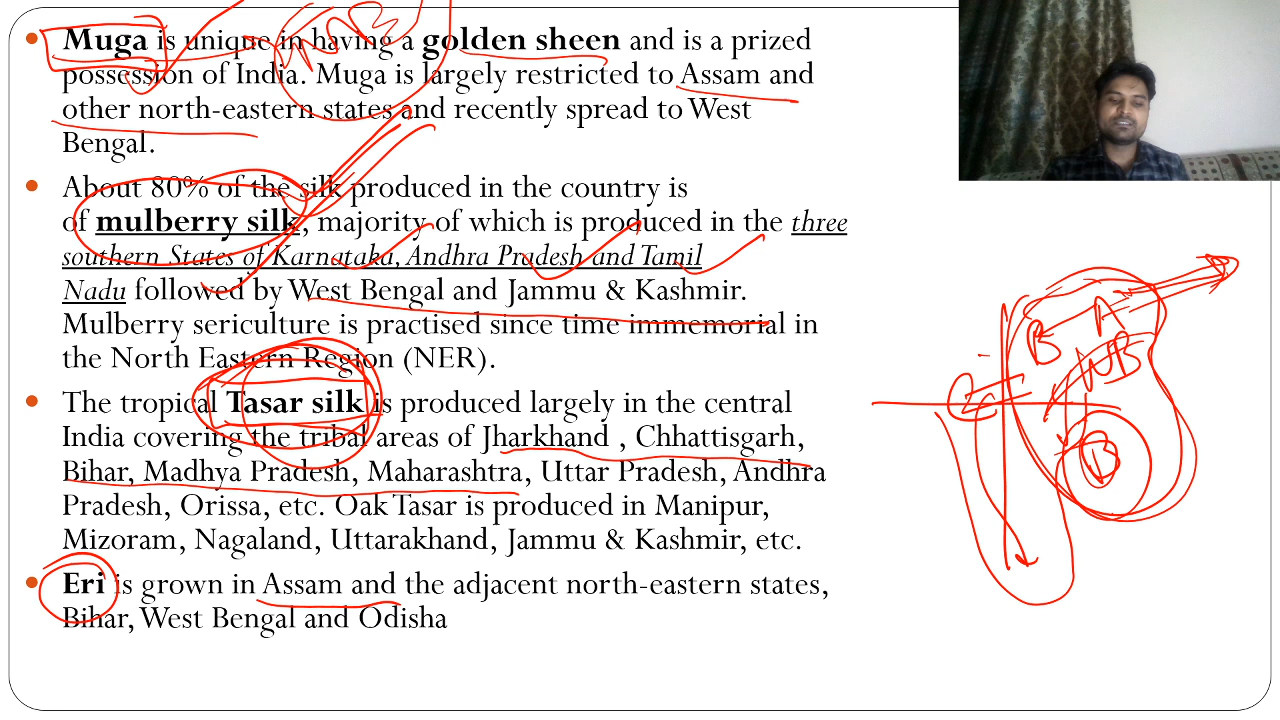 Muga is unique in having a golden sheen and is a prized
possession of India. Muga is largely restricted to Assam and
other north-eastern states and recently spread to West
Bengal.
About 80% of the silk produced in the country is
of mulberry silk, majority of which is produced in the three
southern States of Karnataka, Andhra Pradesh and Tamil
Nadu followed by West Bengal and Jammu & Kashmir.
Mulberry sericulture is practised since time immemorial in
the North Eastern Region (NER).
The tropical Tasar silk is produced largely in the central
India covering the tribal areas of Jharkhand , Chhattisgarh,
Bihar, Madhya Pradesh, Maharashtra, Uttar Pradesh, Andhra
Pradesh, Orissa, etc. Oak Tasar is produced in Manipur,
Mizoram, Nagaland, Uttarakhand, Jammu & Kashmir, etc.
Eri is grown in Assam and the adjacent north-eastern states,
Bihar, West Bengal and Odisha
A
B
WB
B